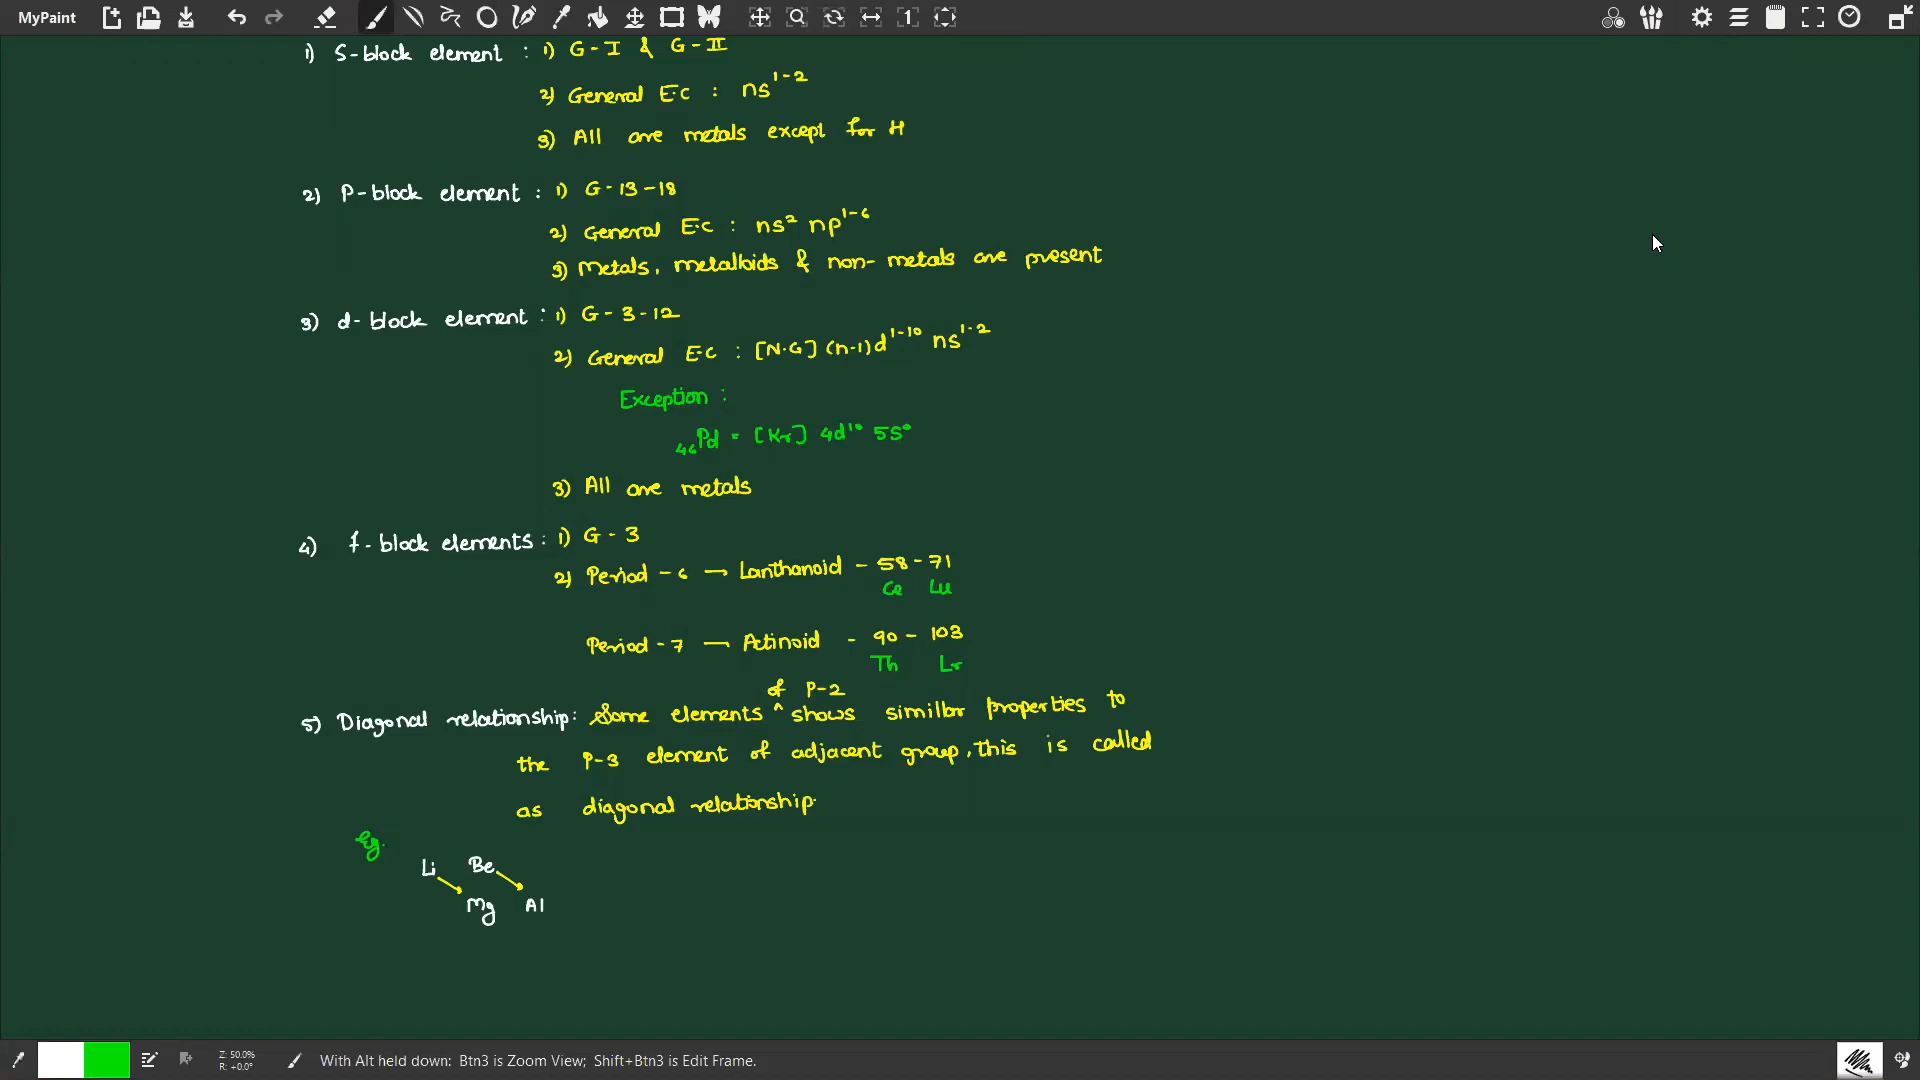 MyPaint
1) S-block element : 1) G-I & G-II
2) General E.C : ns¹⁻²
3) All are metals except for H
2) P-block element : 1) G-13-18
2) General E.C : ns² np¹⁻⁶
3) Metals, metalloids & non-metals are present
3) d-block element : 1) G-3-12
2) General E.C : [N.G] (n-1)d¹⁻¹⁰ ns¹⁻²
Exception :
₄₆Pd = [Kr] 4d¹⁰ 5s⁰
3) All are metals
4) f-block elements : 1) G-3
2) Period-6 → Lanthanoid - 58-71
Ce Lu
Period-7 — Actinoid - 90-103
Th Lr
of P-2
5) Diagonal relationship: Some elements ^ shows simillar properties to
the P-3 element of adjacent group, this is called
as diagonal relationship.
Eg.
Li Be
Mg Al
Z: 50.0%
R: +0.0°
With Alt held down: Btn3 is Zoom View; Shift+Btn3 is Edit Frame.